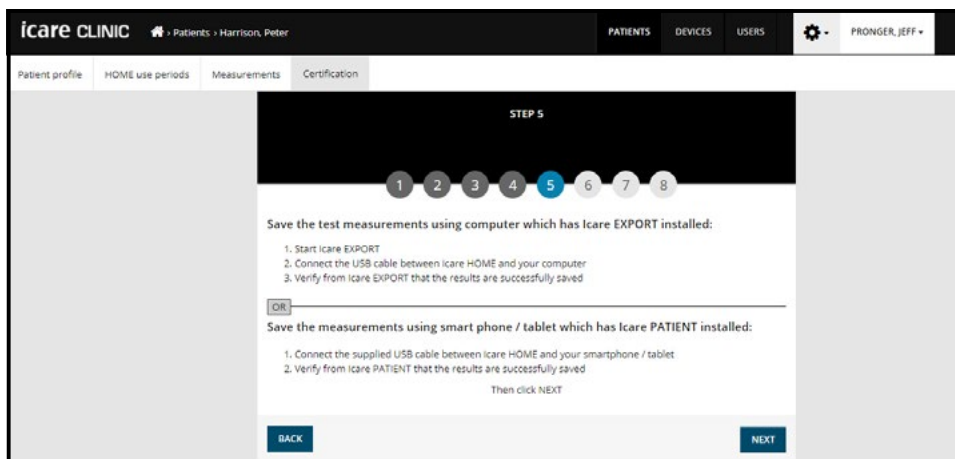 icare CLINIC › Patients › Harrison, Peter PATIENTS DEVICES USERS PRONGER, JEFF
Patient profile HOME use periods Measurements Certification
STEP 5
1 2 3 4 5 6 7 8
Save the test measurements using computer which has Icare EXPORT installed:
1. Start Icare EXPORT
2. Connect the USB cable between Icare HOME and your computer
3. Verify from Icare EXPORT that the results are successfully saved
OR
Save the measurements using smart phone / tablet which has Icare PATIENT installed:
1. Connect the supplied USB cable between Icare HOME and your smartphone / tablet
2. Verify from Icare PATIENT that the results are successfully saved
Then click NEXT
BACK NEXT